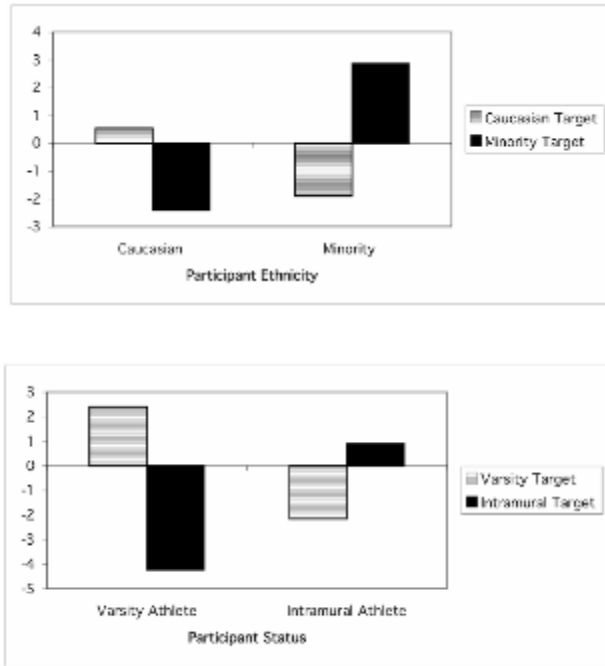 4
3
2
1
0
-1
-2
-3
Caucasian Minority
Participant Ethnicity
Caucasian Target
Minority Target
3
2
1
0
-1
-2
-3
-4
-5
Varsity Athlete Intramural Athlete
Participant Status
Varsity Target
Intramural Target